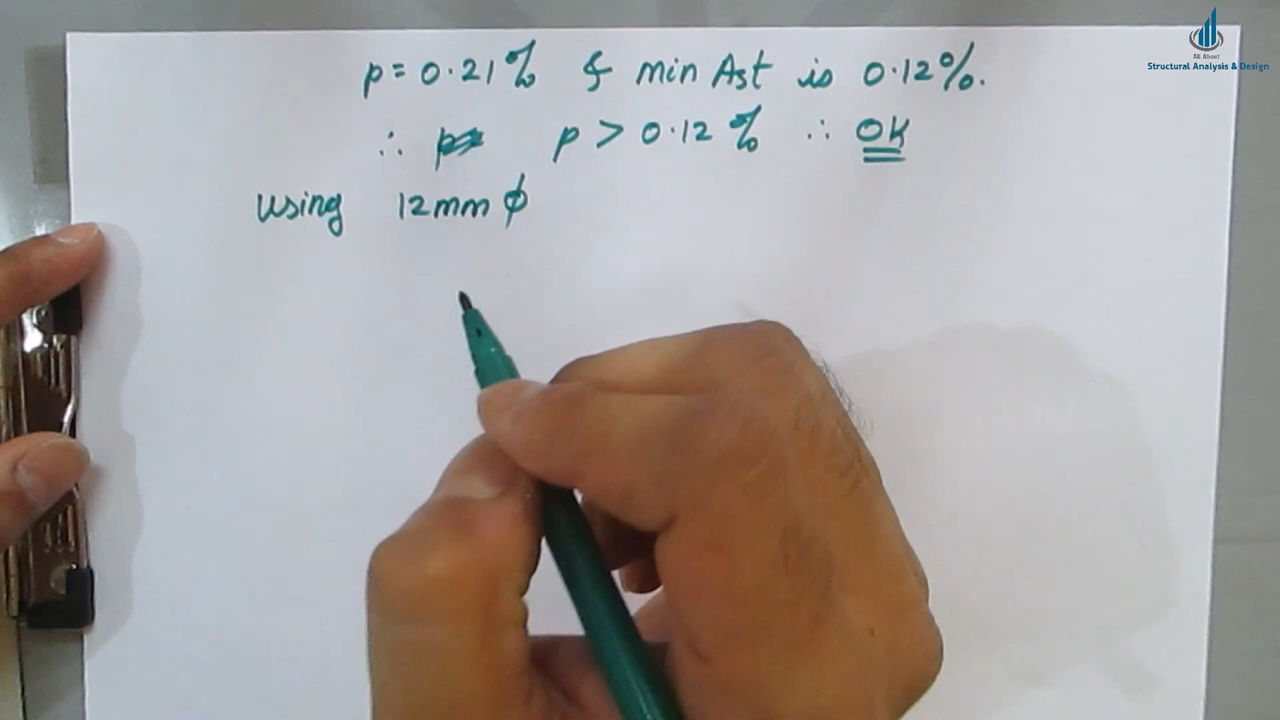 p = 0.21% & min Ast is 0.12%.
∴ p > 0.12% ∴ OK
using 12mm ϕ
All About
Structural Analysis & Design